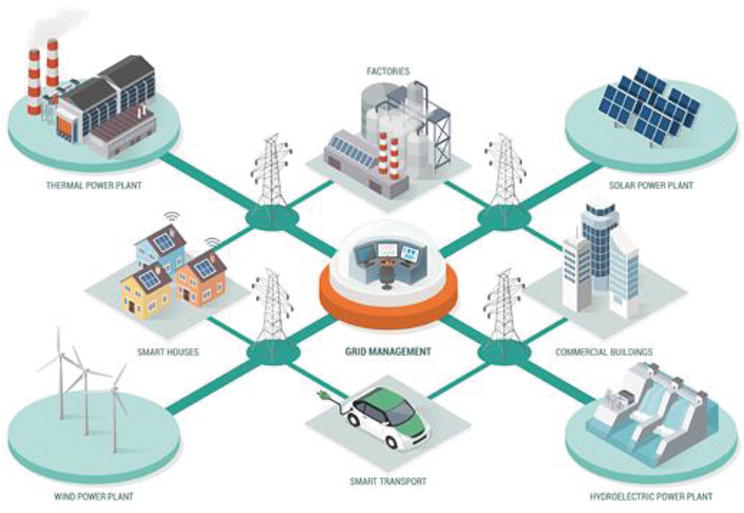 FACTORIES
THERMAL POWER PLANT
SOLAR POWER PLANT
SMART HOUSES
GRID MANAGEMENT
COMMERCIAL BUILDINGS
SMART TRANSPORT
WIND POWER PLANT
HYDROELECTRIC POWER PLANT